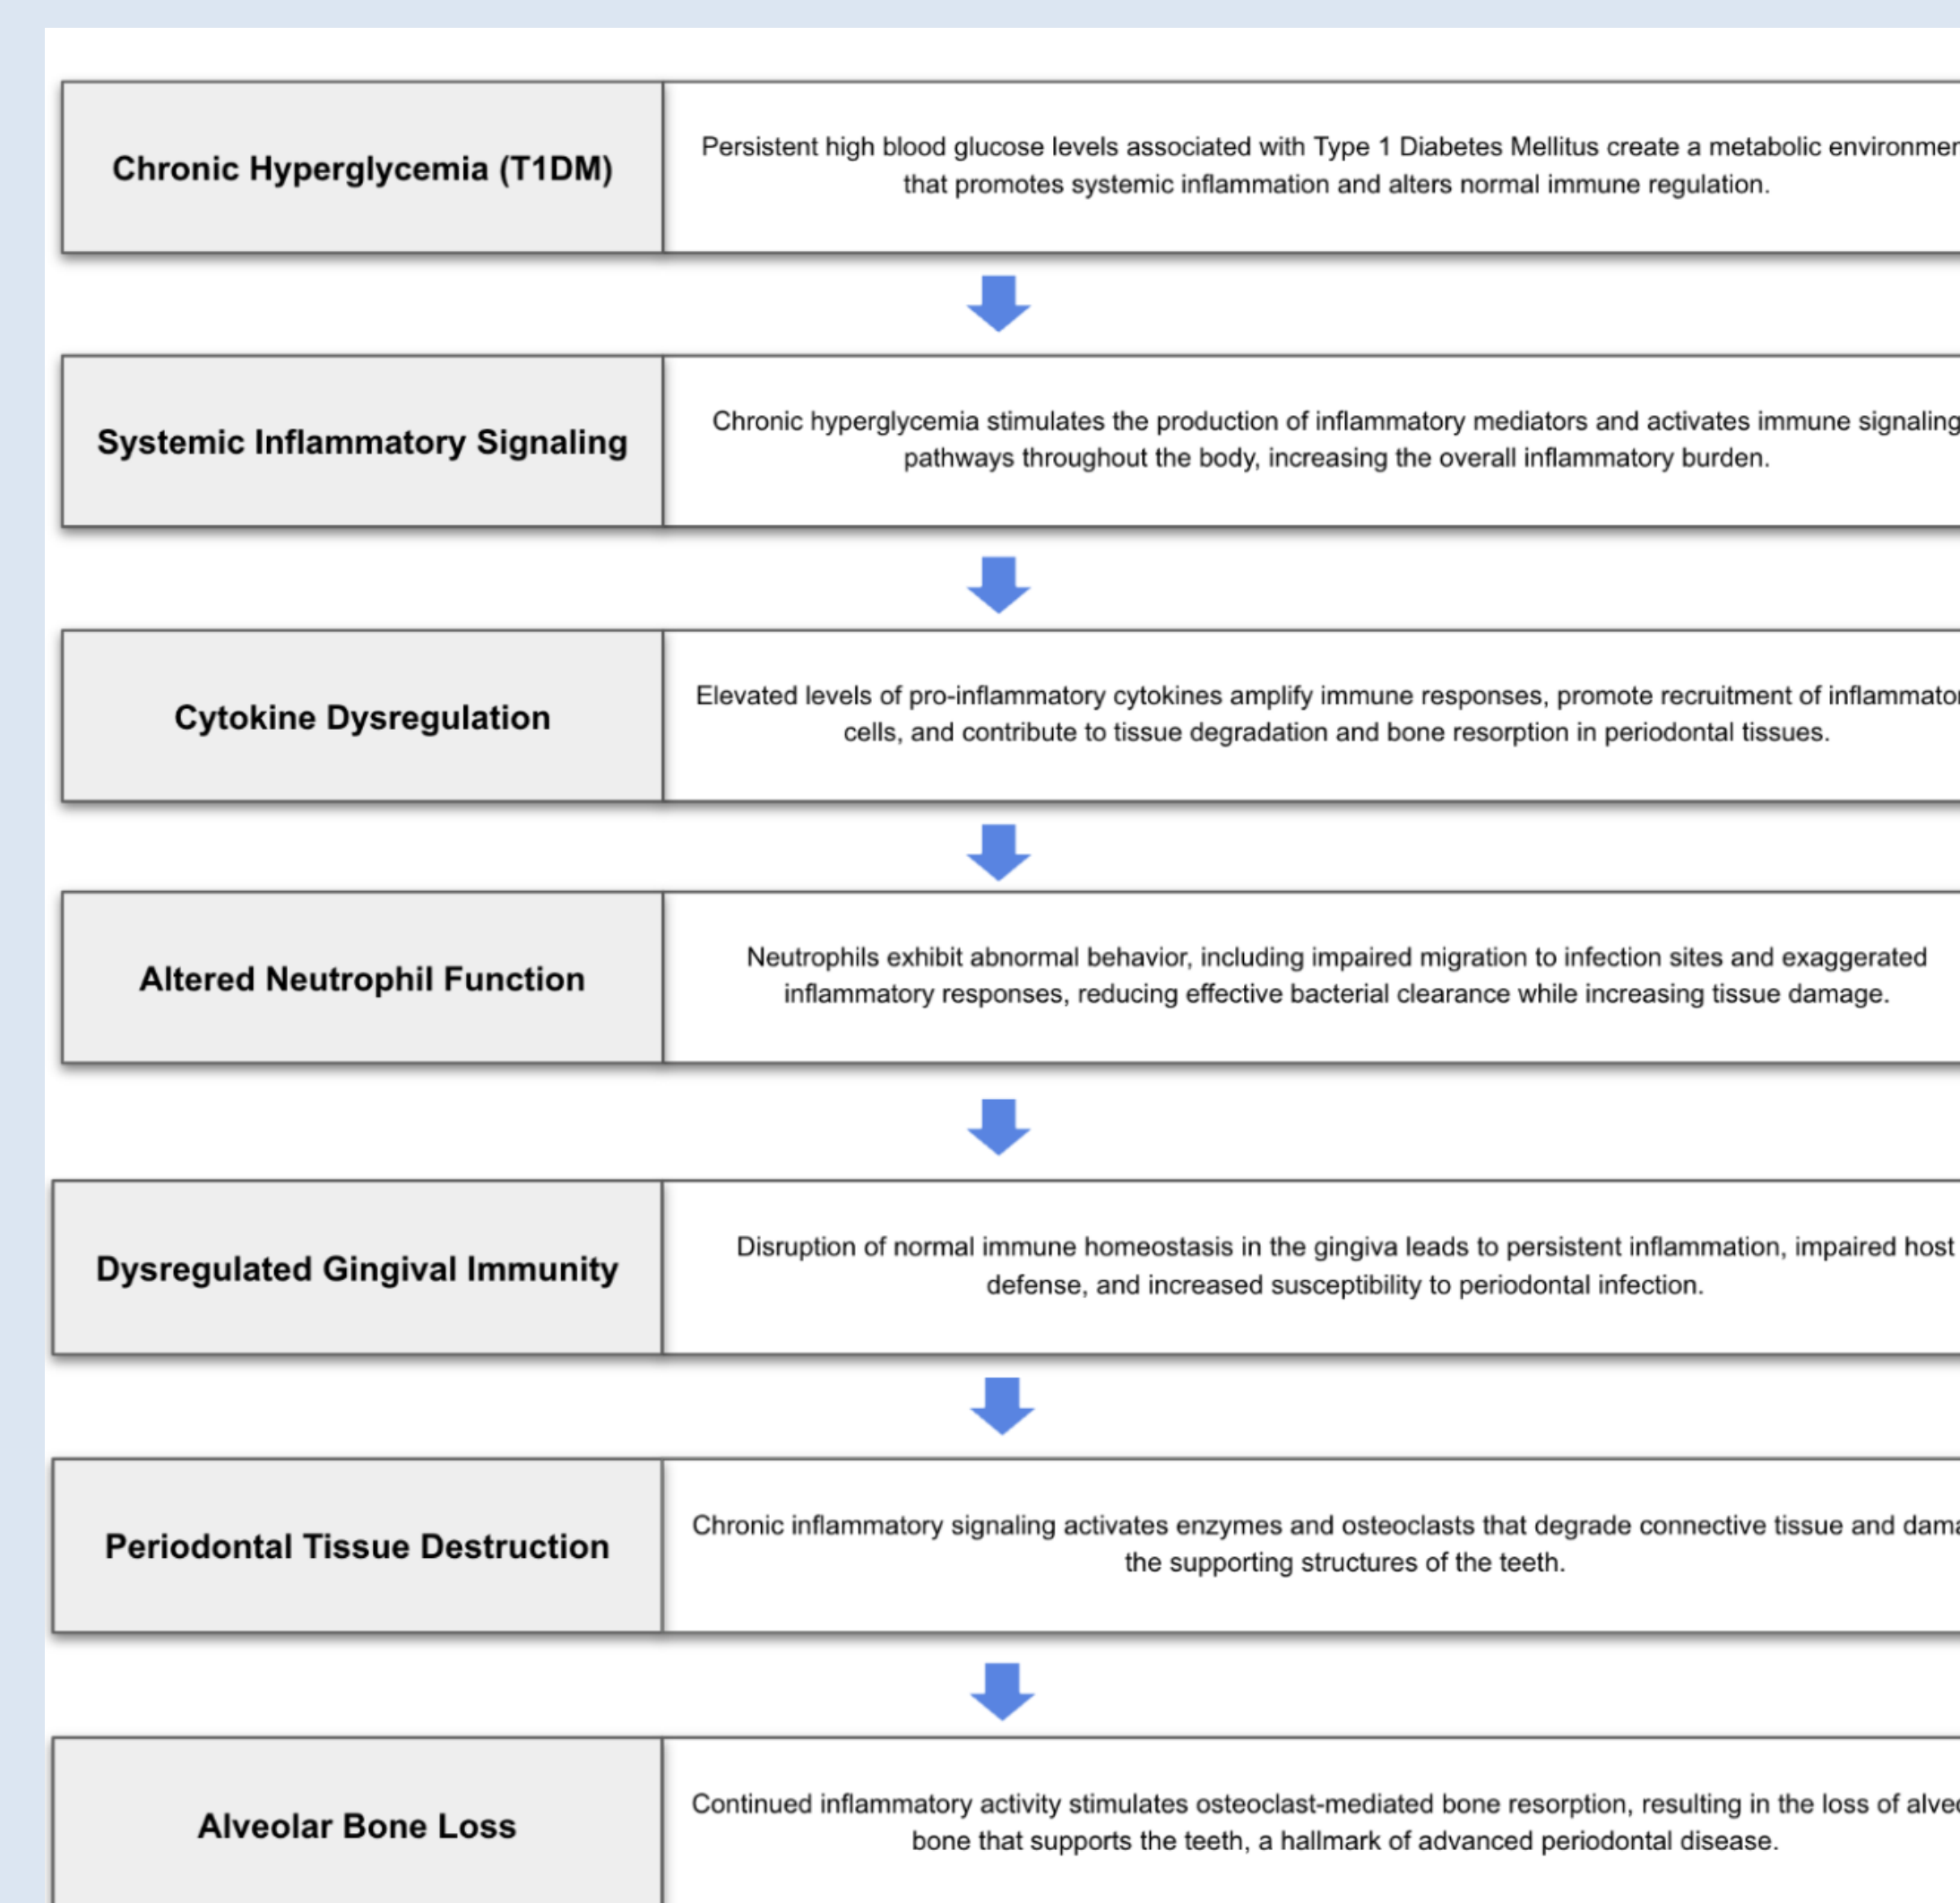 Chronic Hyperglycemia (T1DM)
Persistent high blood glucose levels associated with Type 1 Diabetes Mellitus create a metabolic
that promotes systemic inflammation and alters normal immune regulation.
Systemic Inflammatory Signaling
Chronic hyperglycemia stimulates the production of inflammatory mediators and activates immune signaling
pathways throughout the body, increasing the overall inflammatory burden.
Cytokine Dysregulation
Elevated levels of pro-inflammatory cytokines amplify immune responses, promote recruitment of
cells, and contribute to tissue degradation and bone resorption in periodontal tissues.
Altered Neutrophil Function
Neutrophils exhibit abnormal behavior, including impaired migration to infection sites and exaggerated
inflammatory responses, reducing effective bacterial clearance while increasing tissue damage.
Dysregulated Gingival Immunity
Disruption of normal immune homeostasis in the gingiva leads to persistent inflammation, impaired host
defense, and increased susceptibility to periodontal infection.
Periodontal Tissue Destruction
Chronic inflammatory signaling activates enzymes and osteoclasts that degrade connective tissue and
the supporting structures of the teeth.
Alveolar Bone Loss
Continued inflammatory activity stimulates osteoclast-mediated bone resorption, resulting in the loss of
bone that supports the teeth, a hallmark of advanced periodontal disease.